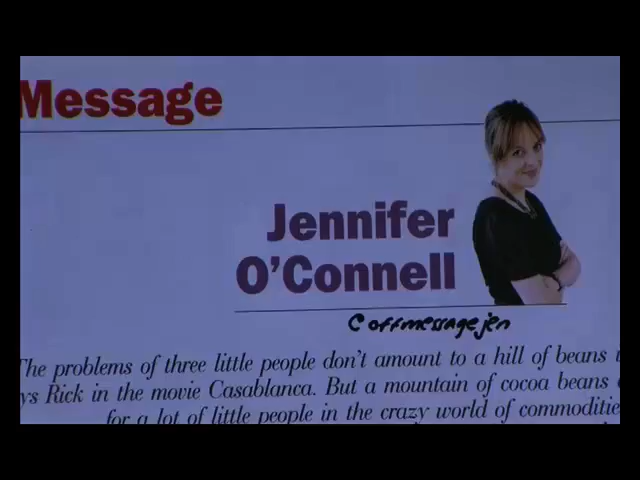 Message
Jennifer
O'Connell
@offmessagejen
The problems of three little people don't amount to a hill of beans
ys Rick in the movie Casablanca. But a mountain of cocoa beans
for a lot of little people in the crazy world of commoditie